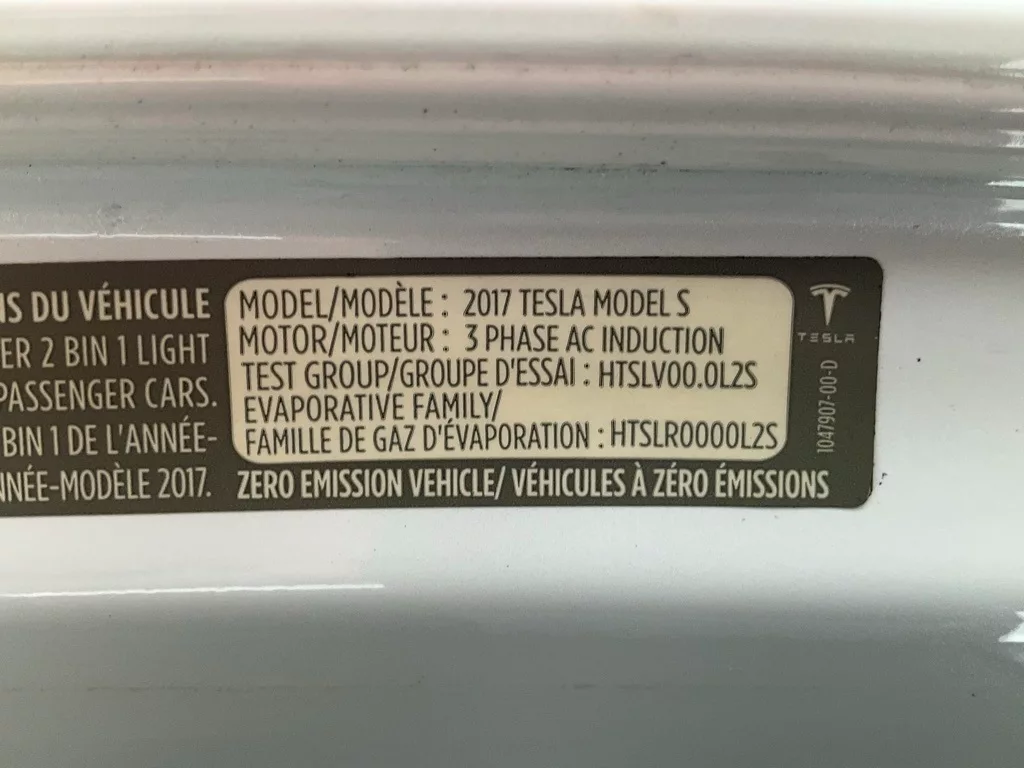 NS DU VÉHICULE
ER 2 BIN 1 LIGHT
PASSENGER CARS.
BIN 1 DE L'ANNÉE-
NNÉE-MODÈLE 2017.
MODEL/MODÈLE : 2017 TESLA MODEL S
MOTOR/MOTEUR : 3 PHASE AC INDUCTION
TEST GROUP/GROUPE D'ESSAI : HTSLV00.0L2S
EVAPORATIVE FAMILY/
FAMILLE DE GAZ D'ÉVAPORATION : HTSLR0000L2S
ZERO EMISSION VEHICLE/ VÉHICULES À ZÉRO ÉMISSIONS
TESLA
1047907-00-D